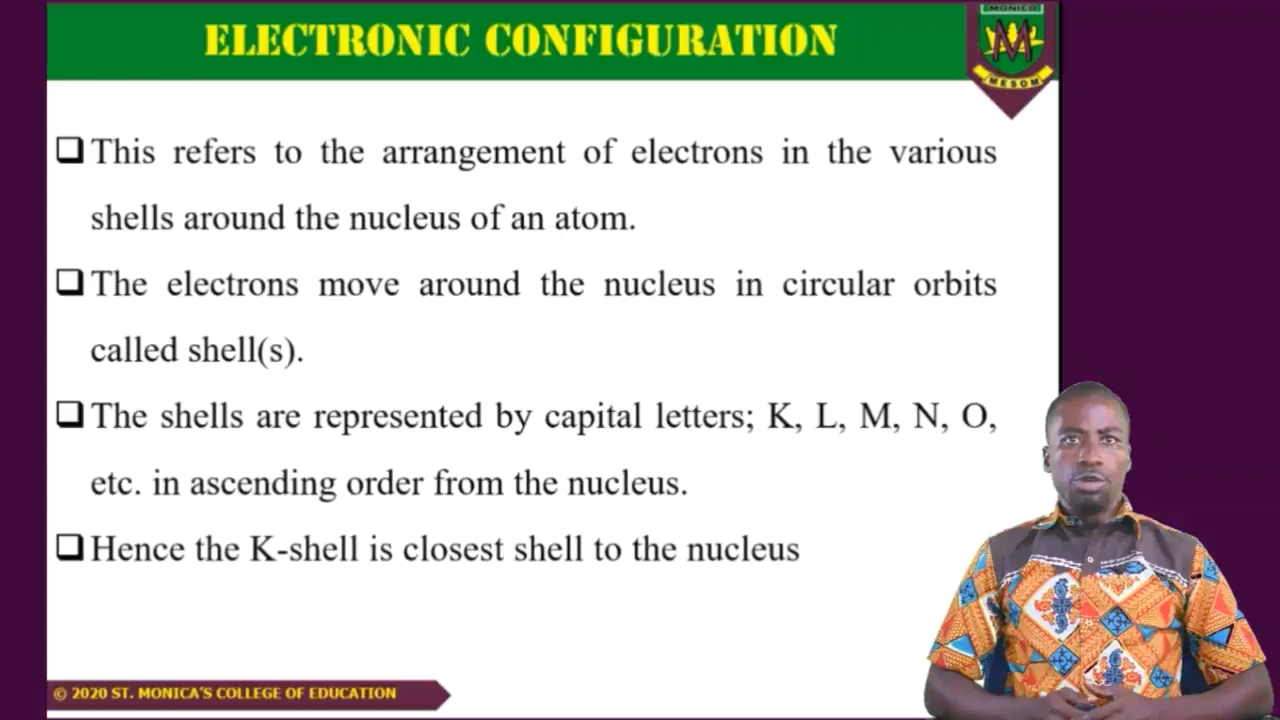 ELECTRONIC CONFIGURATION
MONICO
M
MESOM
❑ This refers to the arrangement of electrons in the various
shells around the nucleus of an atom.
❑ The electrons move around the nucleus in circular orbits
called shell(s).
❑ The shells are represented by capital letters; K, L, M, N, O,
etc. in ascending order from the nucleus.
❑ Hence the K-shell is closest shell to the nucleus
© 2020 ST. MONICA'S COLLEGE OF EDUCATION